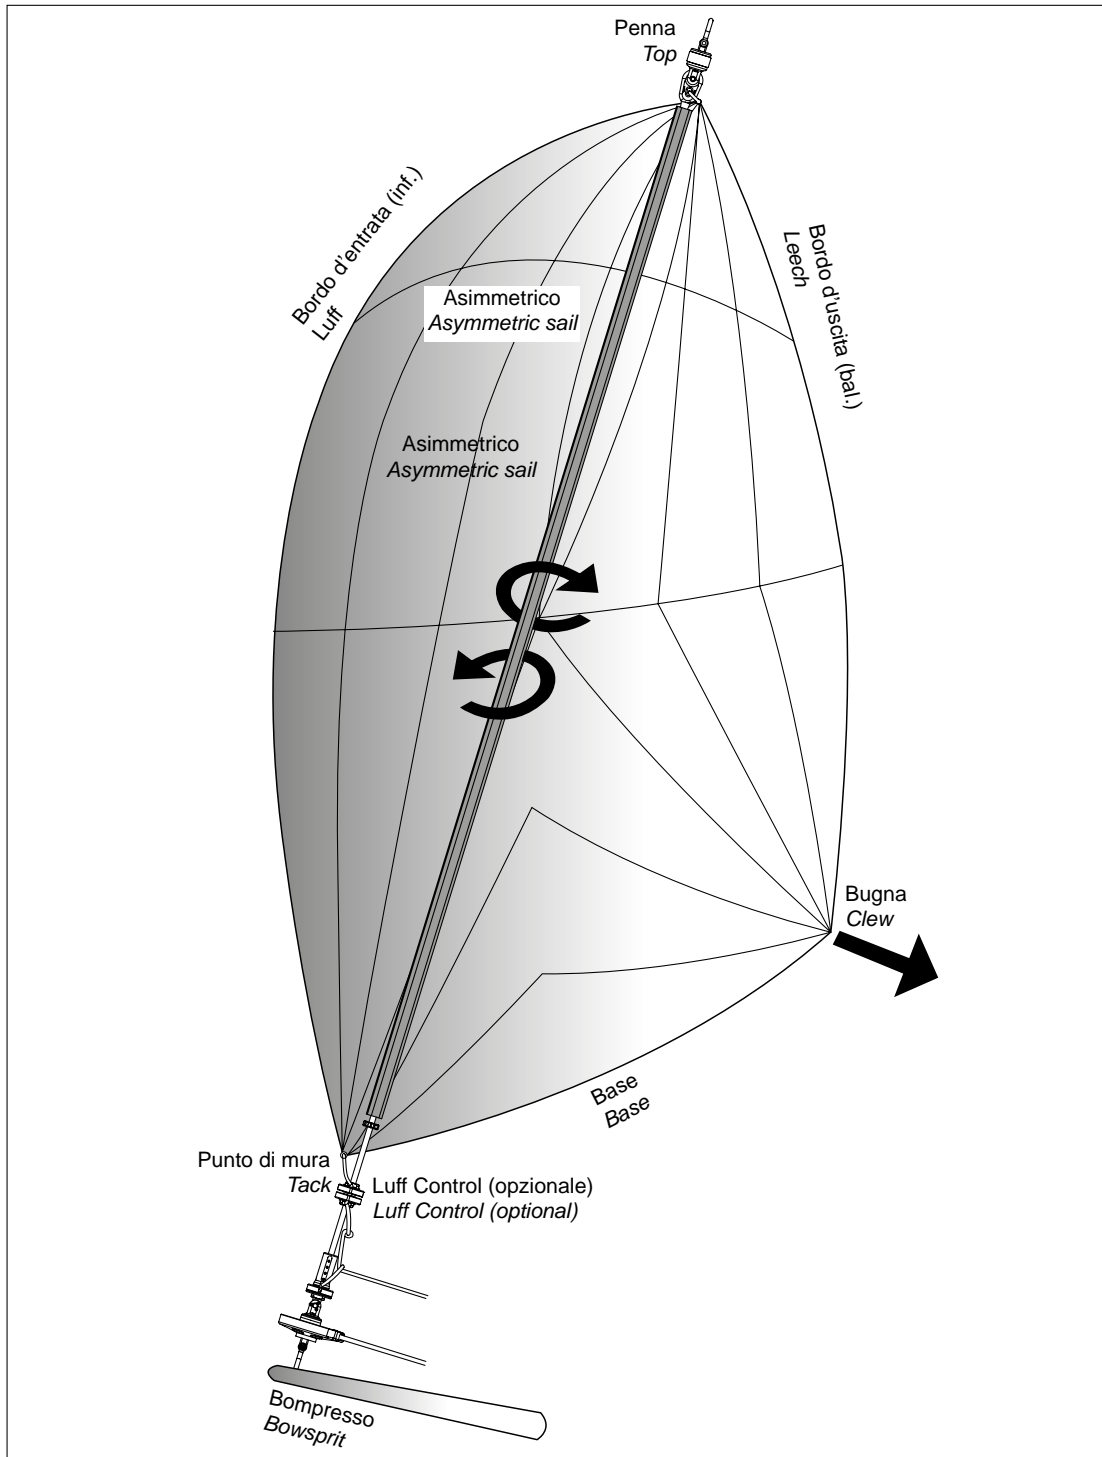 Penna
Top
Bordo d'entrata (inf.)
Luff
Bordo d'uscita (bal.)
Leech
Asimmetrico
Asymmetric sail
Asimmetrico
Asymmetric sail
Bugna
Clew
Base
Base
Punto di mura
Tack
Luff Control (opzionale)
Luff Control (optional)
Bompresso
Bowsprit